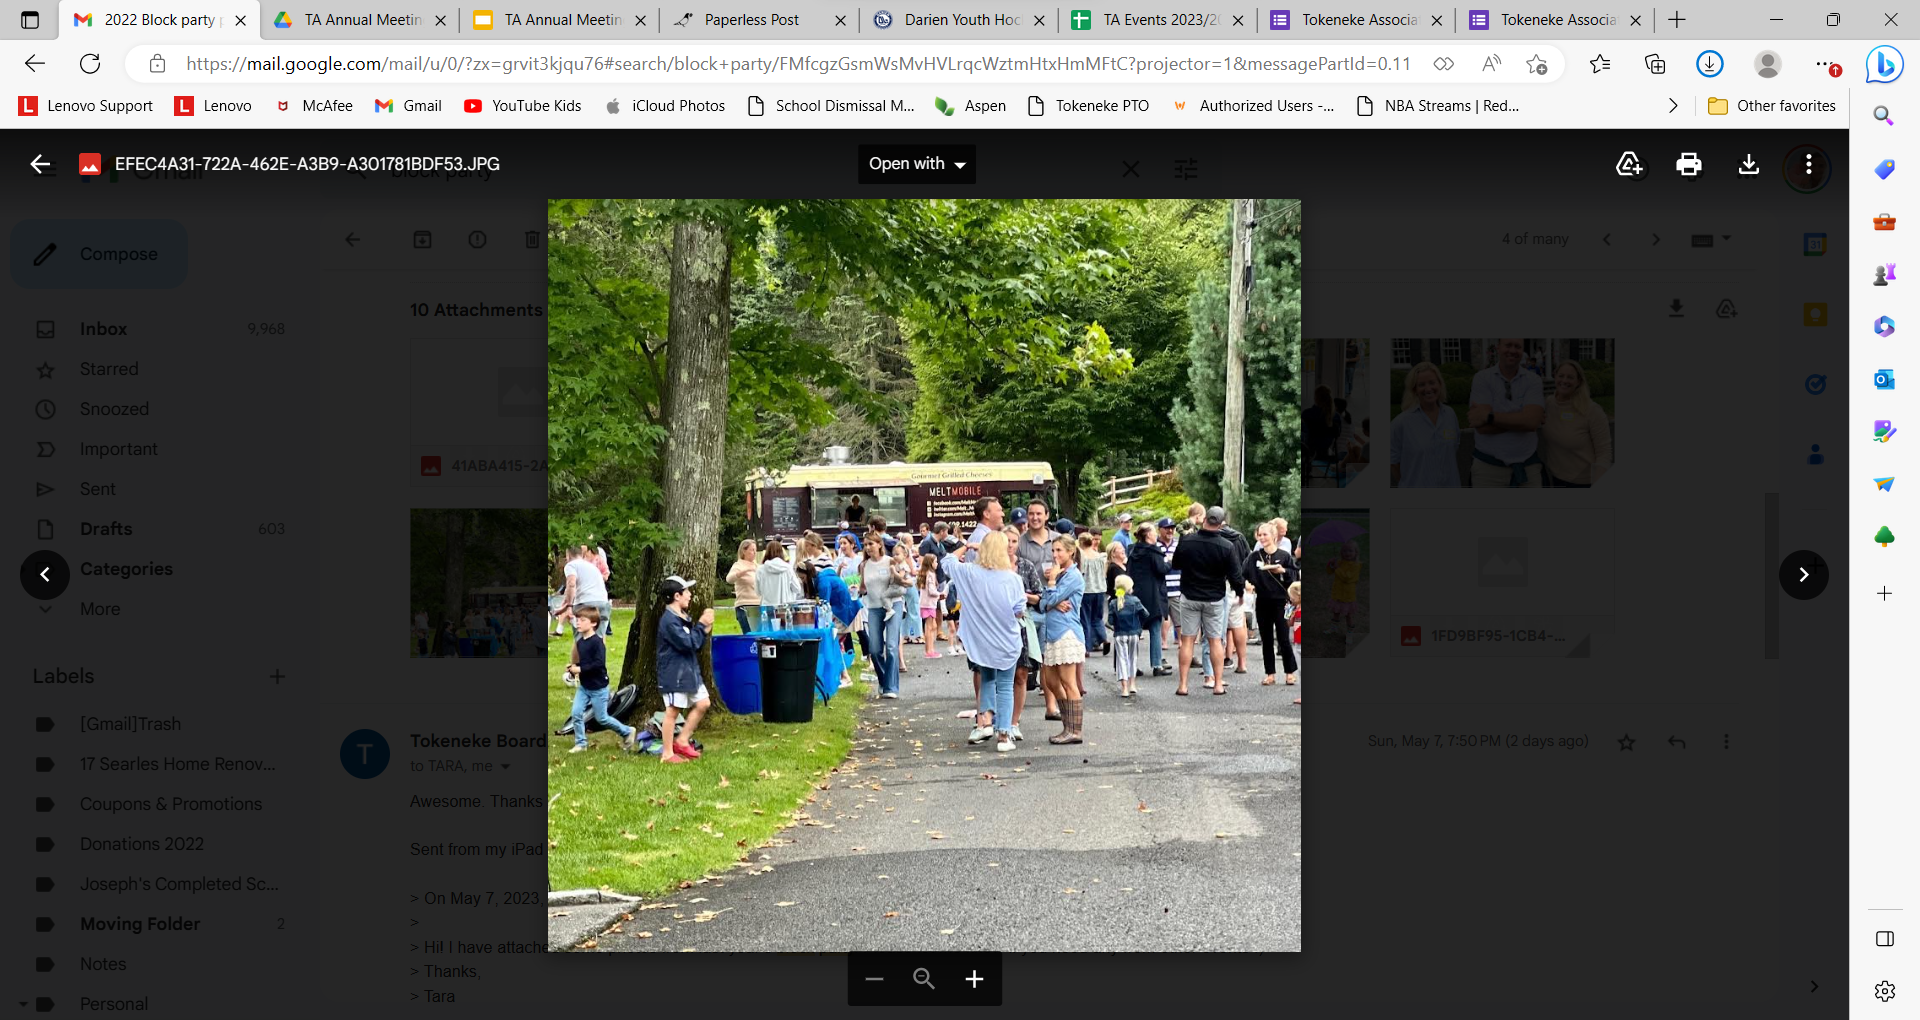 2022 Block party
TA Annual Meetin
TA Annual Meetin
Paperless Post
Darien Youth Hoc
TA Events 2023/2
Tokeneke Associa
Tokeneke Associa
https://mail.google.com/mail/u/0/?zx=grvit3kjqu76#search/block+party/FMfcgzGsmWsMvHVLrqcWztmHtxHmMFtC?projector=1&messagePartId=0.11
Lenovo Support
Lenovo
McAfee
Gmail
YouTube Kids
iCloud Photos
School Dismissal M...
Aspen
Tokeneke PTO
Authorized Users -...
NBA Streams | Red...
Other favorites
EFEC4A31-722A-462E-A3B9-A301781BDF53.JPG
Open with
Gmail
block party
Compose
4 of many
31
10 Attachments
Inbox 9,968
Starred
Snoozed
Important
Sent
Drafts 603
Categories
More
41ABA415-2A
Gourmet Grilled Cheeses
MELTMOBILE
1FD9BF95-1CB4-...
Labels
[Gmail]Trash
17 Searles Home Renov...
Coupons & Promotions
Donations 2022
Joseph's Completed Sc...
Moving Folder 2
Notes
Personal
T
Tokeneke Board
Sun, May 7, 7:50 PM (2 days ago)
to TARA, me
Awesome. Thanks
Sent from my iPad
> On May 7, 2023,
>
> Hi! I have attache
> Thanks,
> Tara